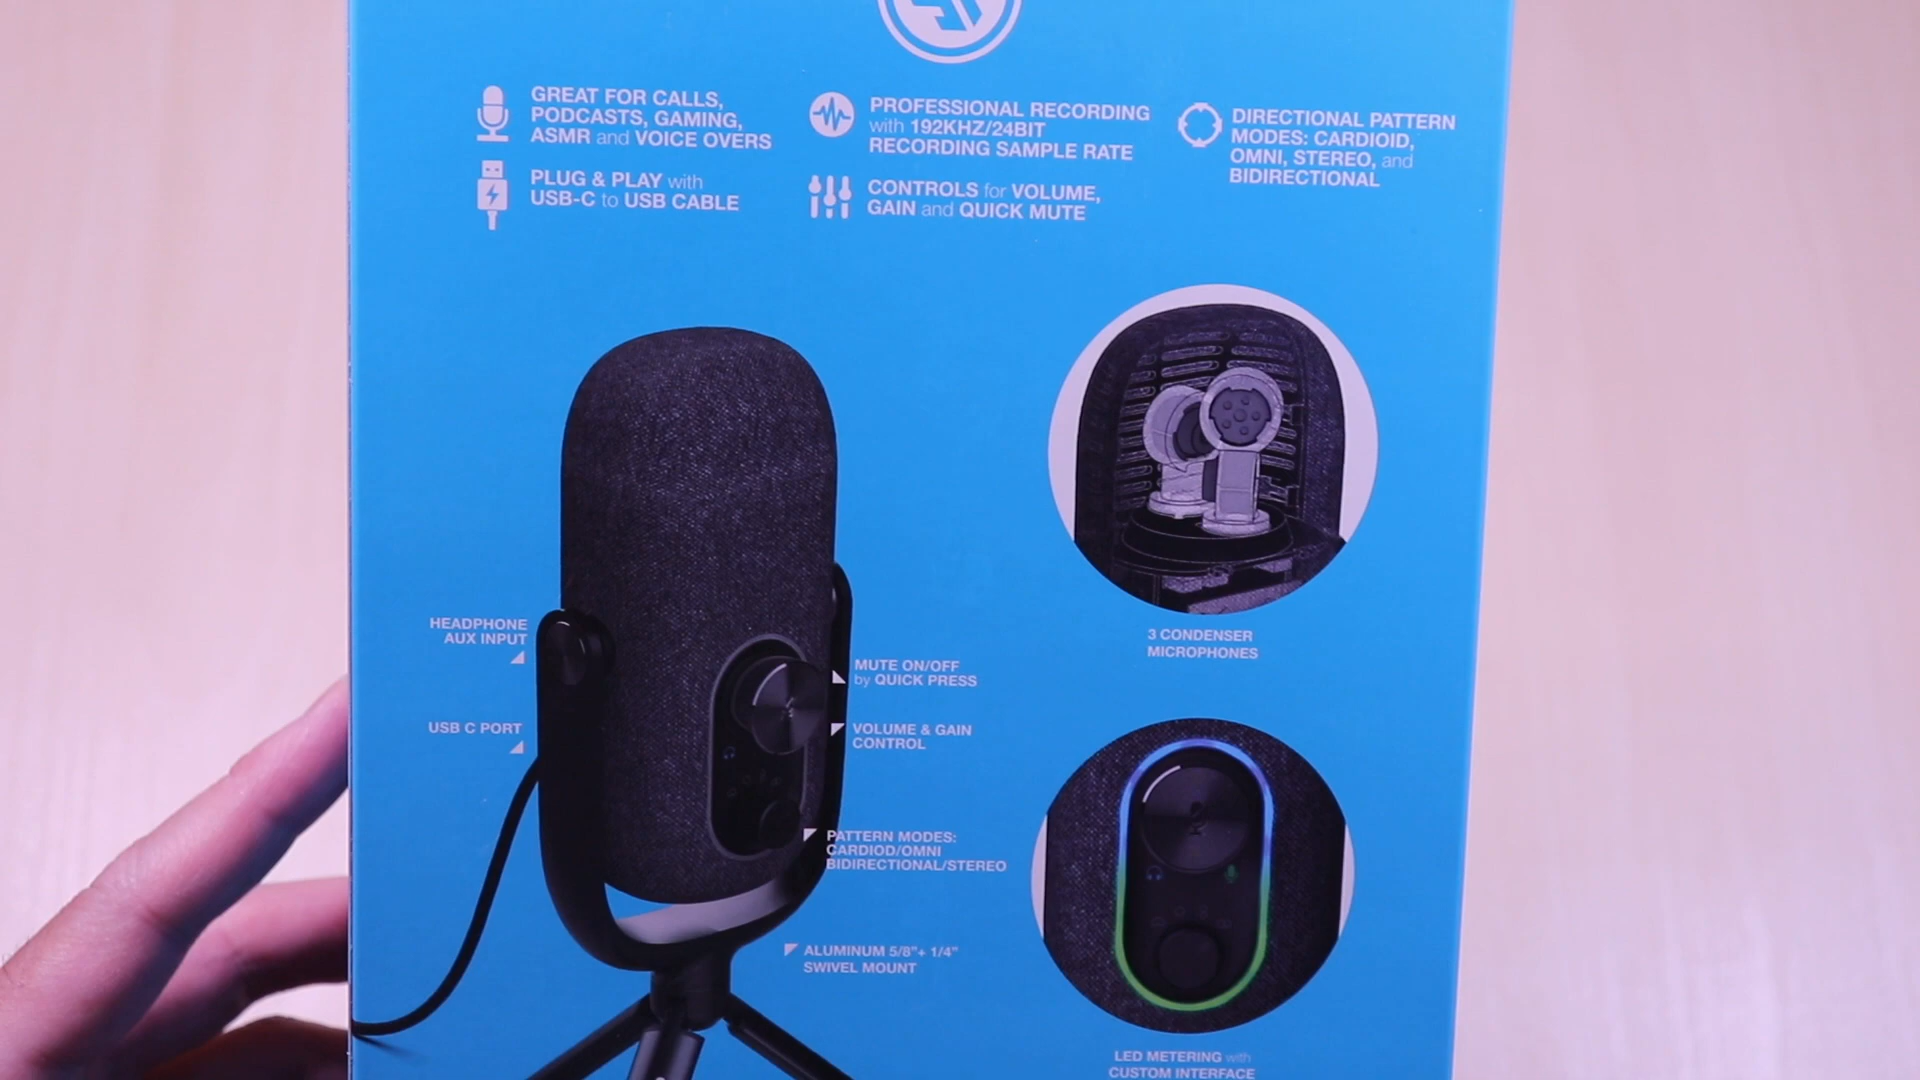 GREAT FOR CALLS,
PODCASTS, GAMING,
ASMR and VOICE OVERS
PLUG & PLAY with
USB-C to USB CABLE
PROFESSIONAL RECORDING
with 192KHZ/24BIT
RECORDING SAMPLE RATE
CONTROLS for VOLUME,
GAIN and QUICK MUTE
DIRECTIONAL PATTERN
MODES: CARDIOID,
OMNI, STEREO, and
BIDIRECTIONAL
HEADPHONE
AUX INPUT
USB C PORT
MUTE ON/OFF
by QUICK PRESS
VOLUME & GAIN
CONTROL
PATTERN MODES:
CARDIOD/OMNI
BIDIRECTIONAL/STEREO
ALUMINUM 5/8"+ 1/4"
SWIVEL MOUNT
3 CONDENSER
MICROPHONES
LED METERING with
CUSTOM INTERFACE